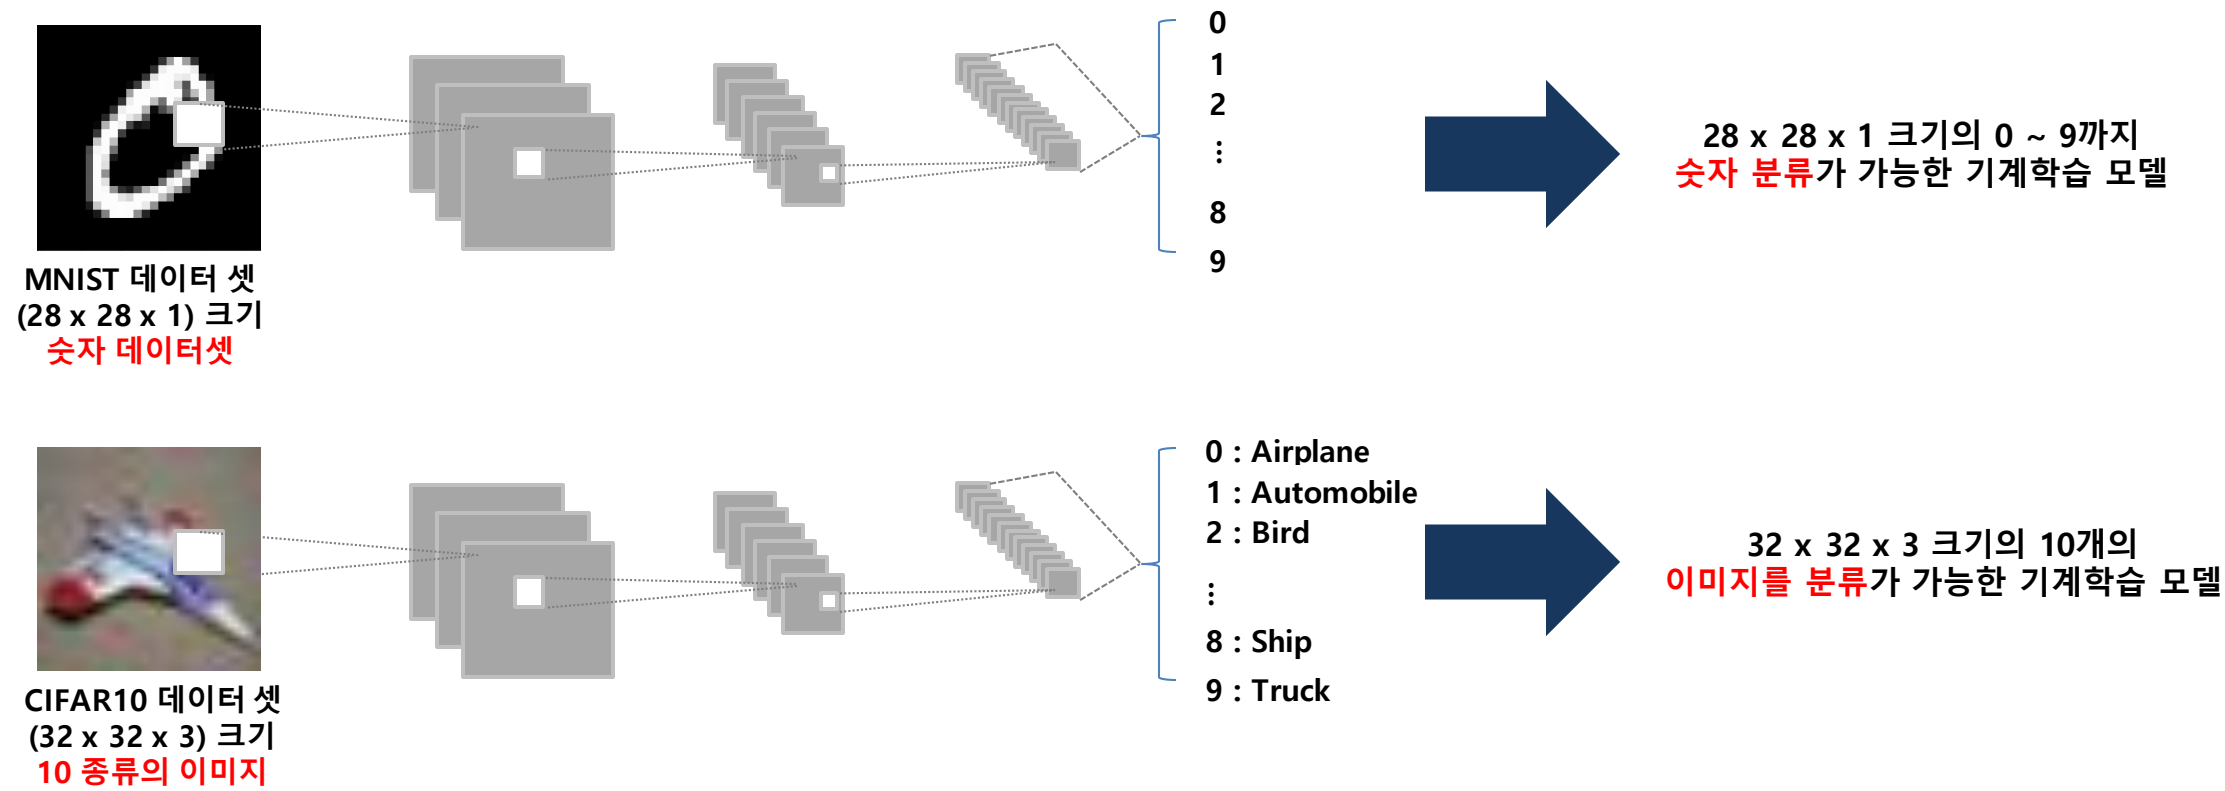 MNIST 데이터 셋
(28 x 28 x 1) 크기
숫자 데이터셋
0
1
2
⋮
8
9
28 x 28 x 1 크기의 0 ~ 9까지
숫자 분류가 가능한 기계학습 모델
CIFAR10 데이터 셋
(32 x 32 x 3) 크기
10 종류의 이미지
0 : Airplane
1 : Automobile
2 : Bird
⋮
8 : Ship
9 : Truck
32 x 32 x 3 크기의 10개의
이미지를 분류가 가능한 기계학습 모델